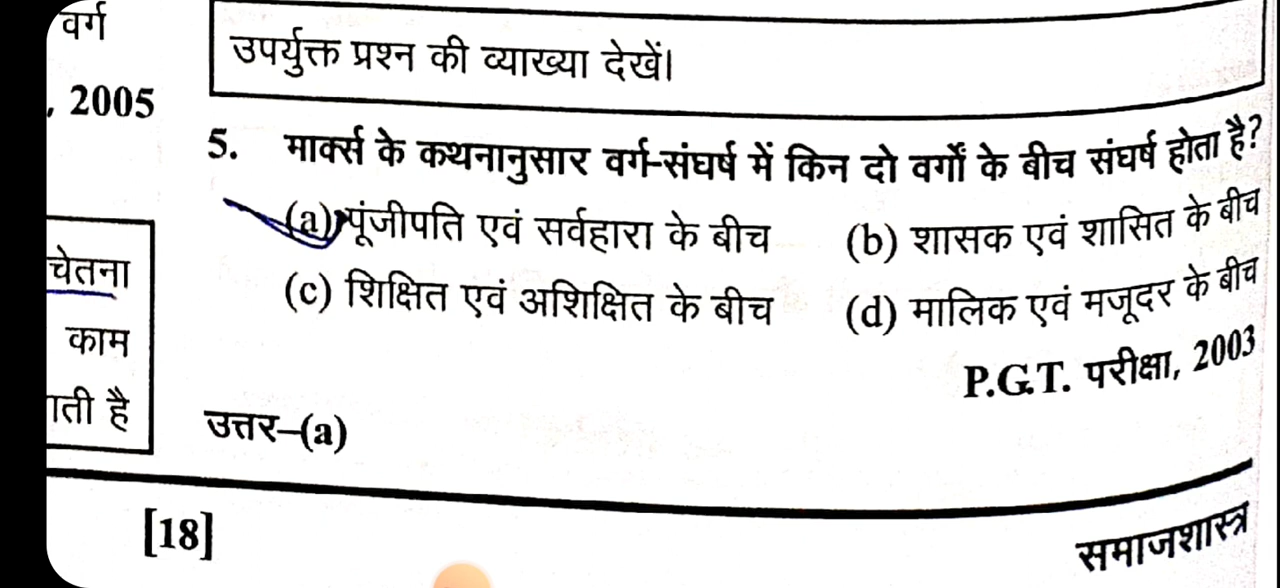 वर्ग
, 2005
चेतना
काम
ाती है
उपर्युक्त प्रश्न की व्याख्या देखें।
5. मार्क्स के कथनानुसार वर्ग-संघर्ष में किन दो वर्गों के बीच संघर्ष होता है?
(a) पूंजीपति एवं सर्वहारा के बीच (b) शासक एवं शासित के बीच
(c) शिक्षित एवं अशिक्षित के बीच (d) मालिक एवं मजूदर के बीच
P.G.T. परीक्षा, 2003
उत्तर–(a)
[18]
समाजशास्त्र